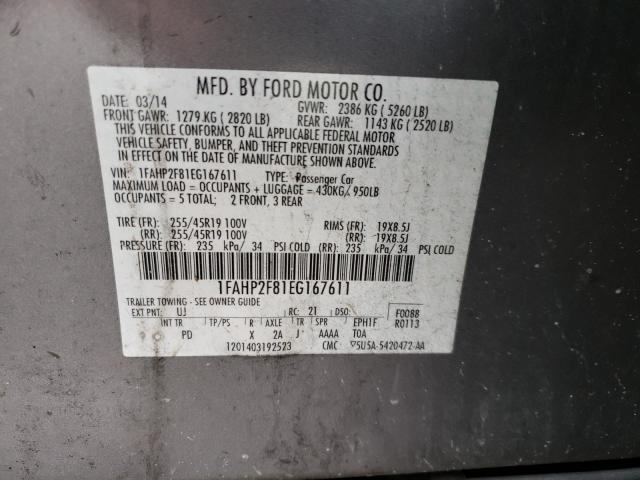 MFD. BY FORD MOTOR CO.
DATE: 03/14 GVWR: 2386 KG ( 5260 LB)
FRONT GAWR: 1279 KG ( 2820 LB) REAR GAWR: 1143 KG ( 2520 LB)
THIS VEHICLE CONFORMS TO ALL APPLICABLE FEDERAL MOTOR
VEHICLE SAFETY, BUMPER, AND THEFT PREVENTION STANDARDS
IN EFFECT ON THE DATE OF MANUFACTURE SHOWN ABOVE.
VIN: 1FAHP2F81EG167611 TYPE: Passenger Car
MAXIMUM LOAD = OCCUPANTS + LUGGAGE = 430KG/ 950LB
OCCUPANTS = 5 TOTAL; 2 FRONT, 3 REAR
TIRE (FR): 255/45R19 100V RIMS (FR): 19X8.5J
(RR): 255/45R19 100V (RR): 19X8.5J
PRESSURE (FR): 235 kPa/ 34 PSI COLD (RR): 235 kPa/ 34 PSI COLD
1FAHP2F81EG167611
TRAILER TOWING - SEE OWNER GUIDE
EXT PNT: UJ RC: 21 DSO: F0088
INT TR TP/PS R AXLE TR SPR EPH1F R0113
PD X 2A J AAAA T0A
1201403192523 CMC ▽5U5A-5420472-AA